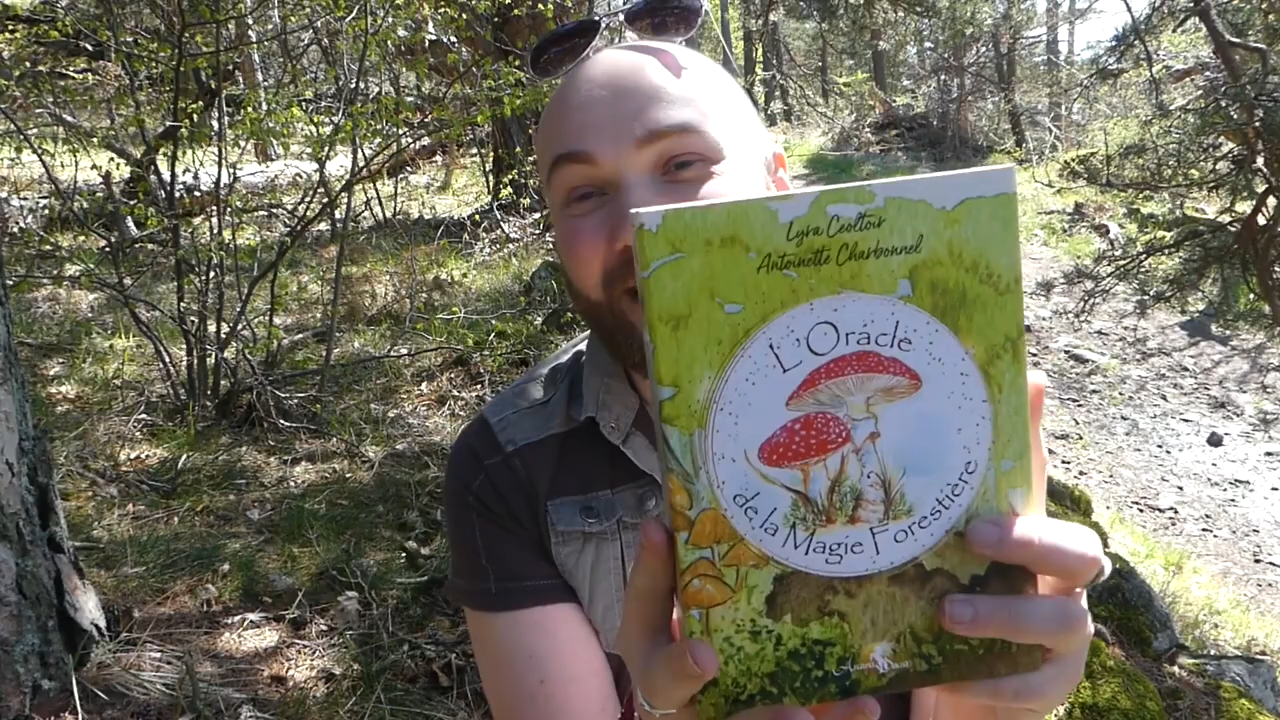 Lyra Ceoltoir
Antoinette Charbonnel
L'Oracle
de la Magie Forestière